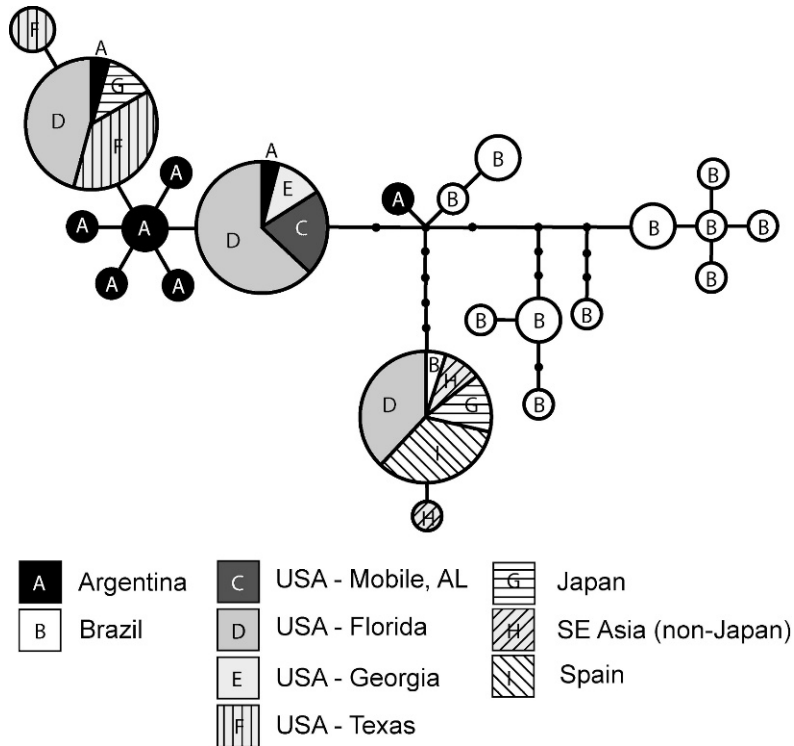 F
A
G
D
F
A
A
A
A
A
A
E
D
C
A
B
B
B
B
B
B
B
B
B
B
B
B
B
H
D
G
I
H
A Argentina
B Brazil
C USA - Mobile, AL
D USA - Florida
E USA - Georgia
F USA - Texas
G Japan
H SE Asia (non-Japan)
I Spain